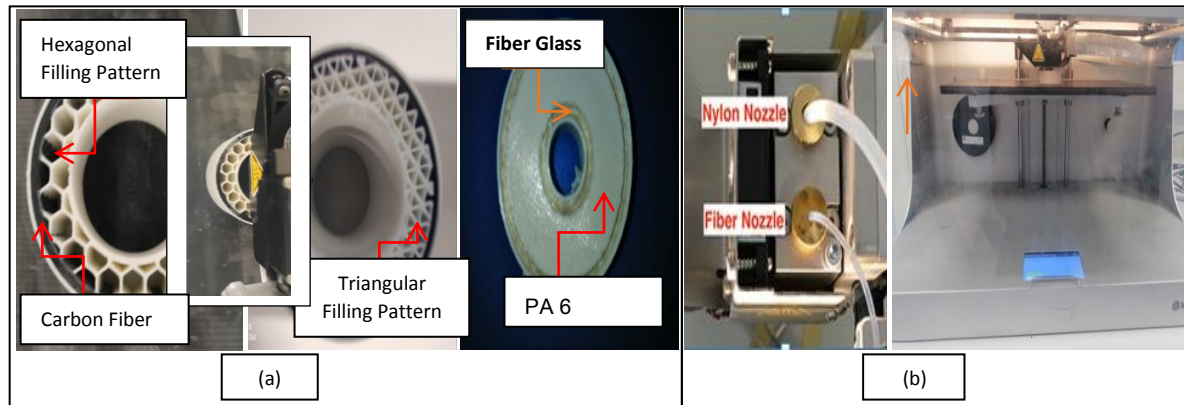 Hexagonal
Filling Pattern
Carbon Fiber
Triangular
Filling Pattern
Fiber Glass
PA 6
(a)
Nylon Nozzle
Fiber Nozzle
(b)